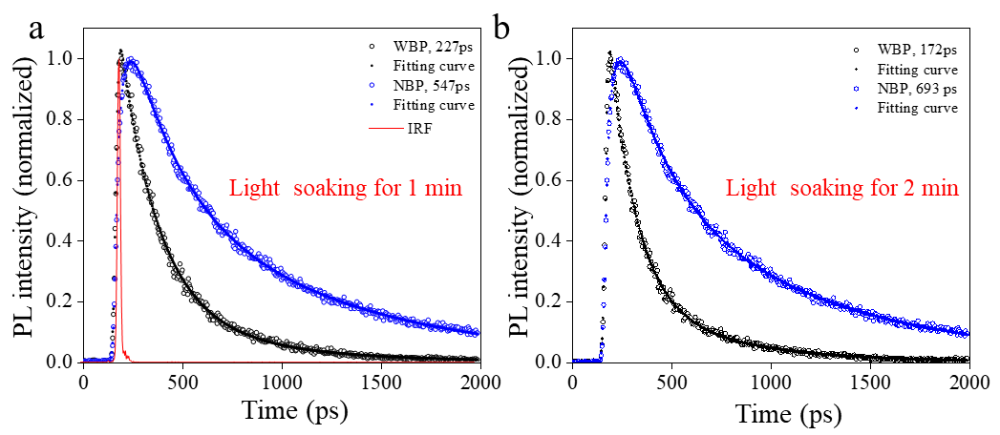 a
WBP, 227ps
Fitting curve
NBP, 547ps
Fitting curve
IRF
Light soaking for 1 min
PL intensity (normalized)
1.0
0.8
0.6
0.4
0.2
0.0
0
500
1000
1500
2000
Time (ps)
b
WBP, 172ps
Fitting curve
NBP, 693 ps
Fitting curve
Light soaking for 2 min
PL intensity (normalized)
1.0
0.8
0.6
0.4
0.2
0.0
0
500
1000
1500
2000
Time (ps)